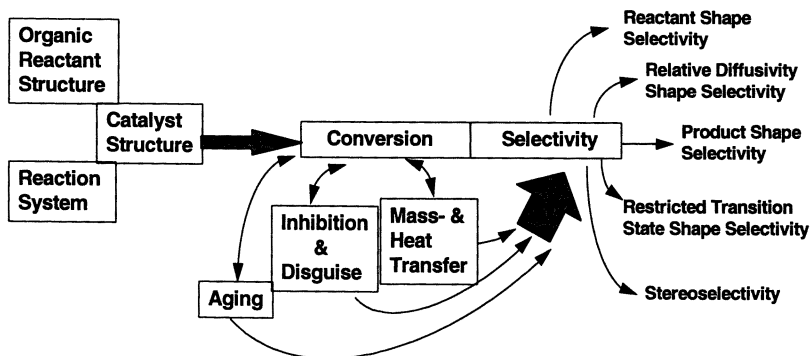 Organic
Reactant
Structure
Catalyst
Structure
Reaction
System
Conversion
Selectivity
Inhibition
&
Disguise
Mass- &
Heat
Transfer
Aging
Reactant Shape
Selectivity
Relative Diffusivity
Shape Selectivity
Product Shape
Selectivity
Restricted Transition
State Shape Selectivity
Stereoselectivity